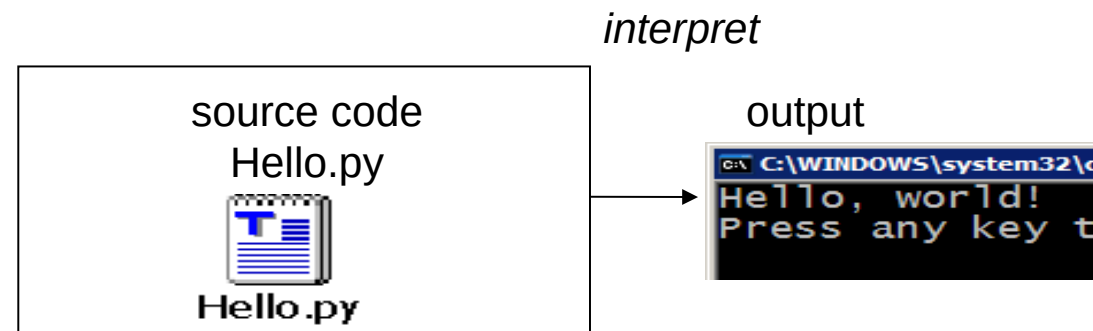 interpret
source code
Hello.py
Hello.py
output
C:\WINDOWS\system32\c
Hello, world!
Press any key t